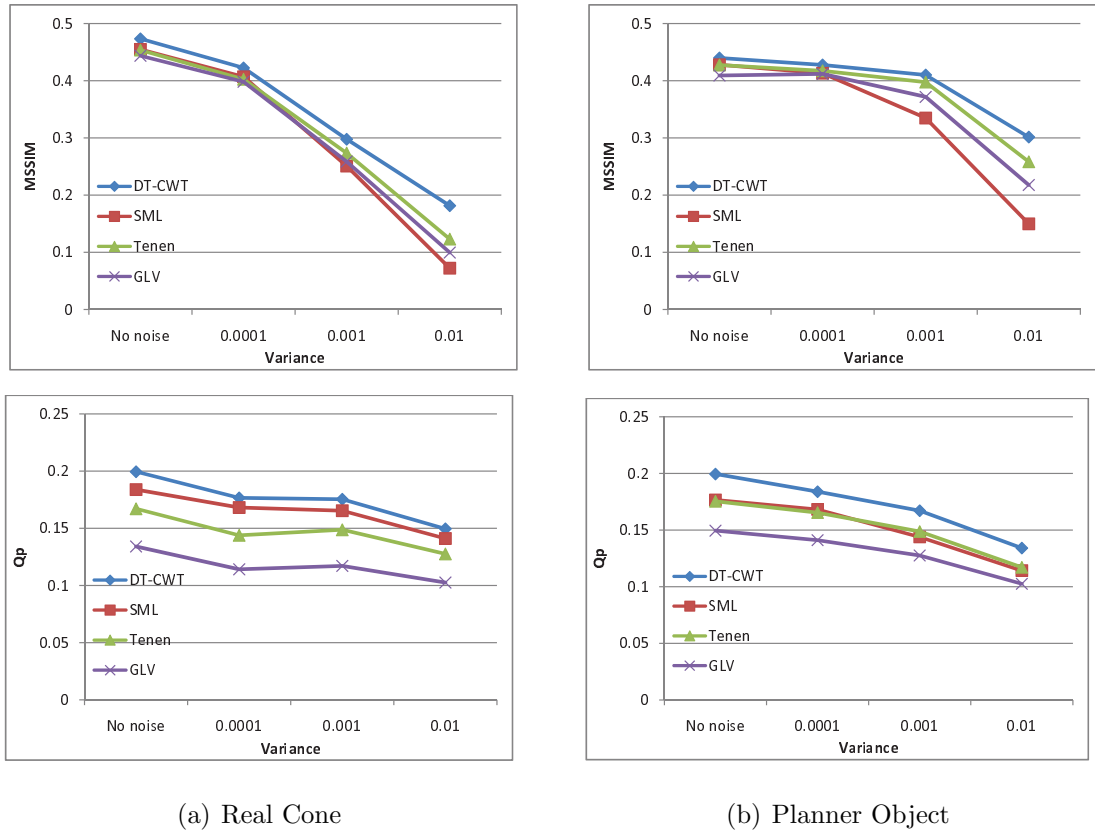 0.5
0.4
0.3
0.2
0.1
0
MSSIM
DT-CWT
SML
Tenen
GLV
No noise 0.0001 0.001 0.01
Variance
0.5
0.4
0.3
0.2
0.1
0
MSSIM
DT-CWT
SML
Tenen
GLV
No noise 0.0001 0.001 0.01
Variance
0.25
0.2
0.15
0.1
0.05
0
Qp
DT-CWT
SML
Tenen
GLV
No noise 0.0001 0.001 0.01
Variance
0.25
0.2
0.15
0.1
0.05
0
Qp
DT-CWT
SML
Tenen
GLV
No noise 0.0001 0.001 0.01
Variance
(a) Real Cone
(b) Planner Object